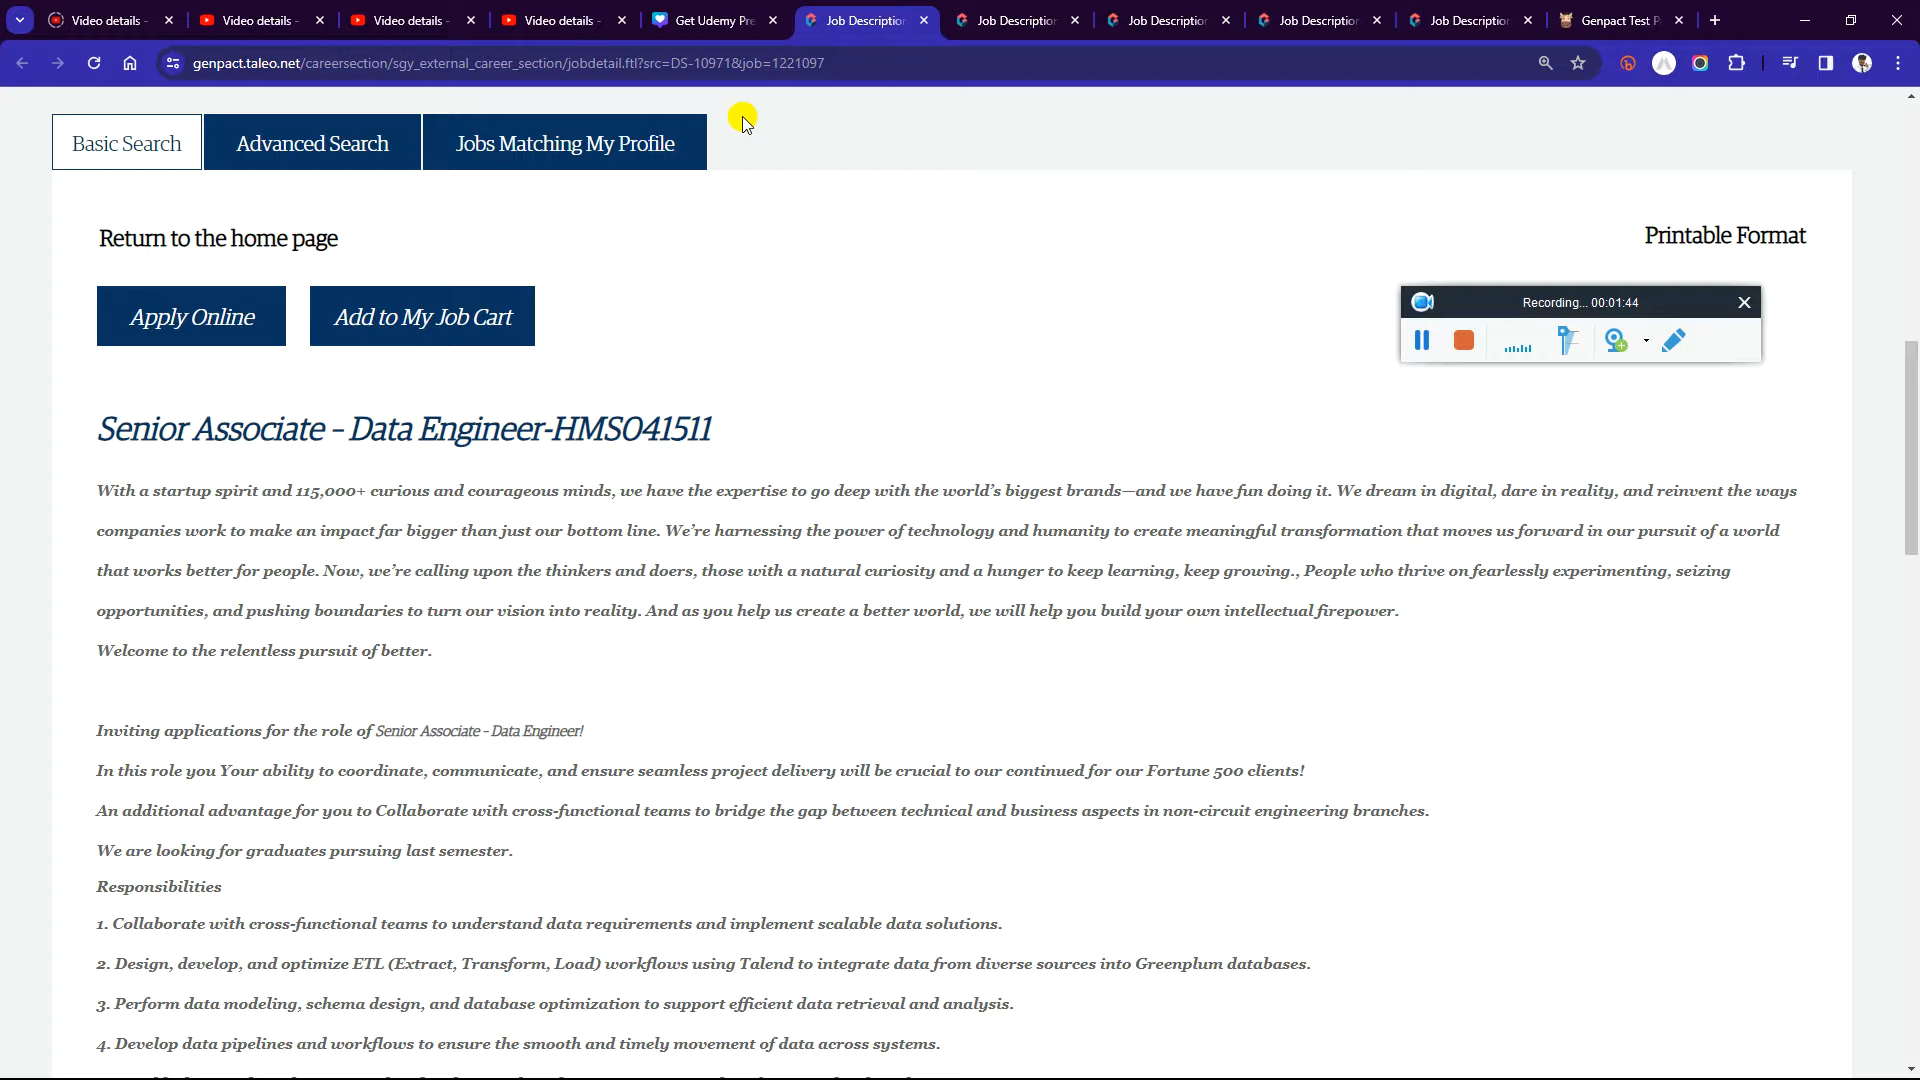 Video details -
Video details -
Video details -
Video details -
Get Udemy Pre
Job Description
Job Description
Job Description
Job Description
Job Description
Genpact Test P
genpact.taleo.net/careersection/sgy_external_career_section/jobdetail.ftl?src=DS-10971&job=1221097
Basic Search
Advanced Search
Jobs Matching My Profile
Return to the home page
Printable Format
Apply Online
Add to My Job Cart
Recording... 00:01:44
Senior Associate – Data Engineer-HMS041511
With a startup spirit and 115,000+ curious and courageous minds, we have the expertise to go deep with the world’s biggest brands—and we have fun doing it. We dream in digital, dare in reality, and reinvent the ways
companies work to make an impact far bigger than just our bottom line. We’re harnessing the power of technology and humanity to create meaningful transformation that moves us forward in our pursuit of a world
that works better for people. Now, we’re calling upon the thinkers and doers, those with a natural curiosity and a hunger to keep learning, keep growing., People who thrive on fearlessly experimenting, seizing
opportunities, and pushing boundaries to turn our vision into reality. And as you help us create a better world, we will help you build your own intellectual firepower.
Welcome to the relentless pursuit of better.
Inviting applications for the role of Senior Associate – Data Engineer!
In this role you Your ability to coordinate, communicate, and ensure seamless project delivery will be crucial to our continued for our Fortune 500 clients!
An additional advantage for you to Collaborate with cross-functional teams to bridge the gap between technical and business aspects in non-circuit engineering branches.
We are looking for graduates pursuing last semester.
Responsibilities
1. Collaborate with cross-functional teams to understand data requirements and implement scalable data solutions.
2. Design, develop, and optimize ETL (Extract, Transform, Load) workflows using Talend to integrate data from diverse sources into Greenplum databases.
3. Perform data modeling, schema design, and database optimization to support efficient data retrieval and analysis.
4. Develop data pipelines and workflows to ensure the smooth and timely movement of data across systems.